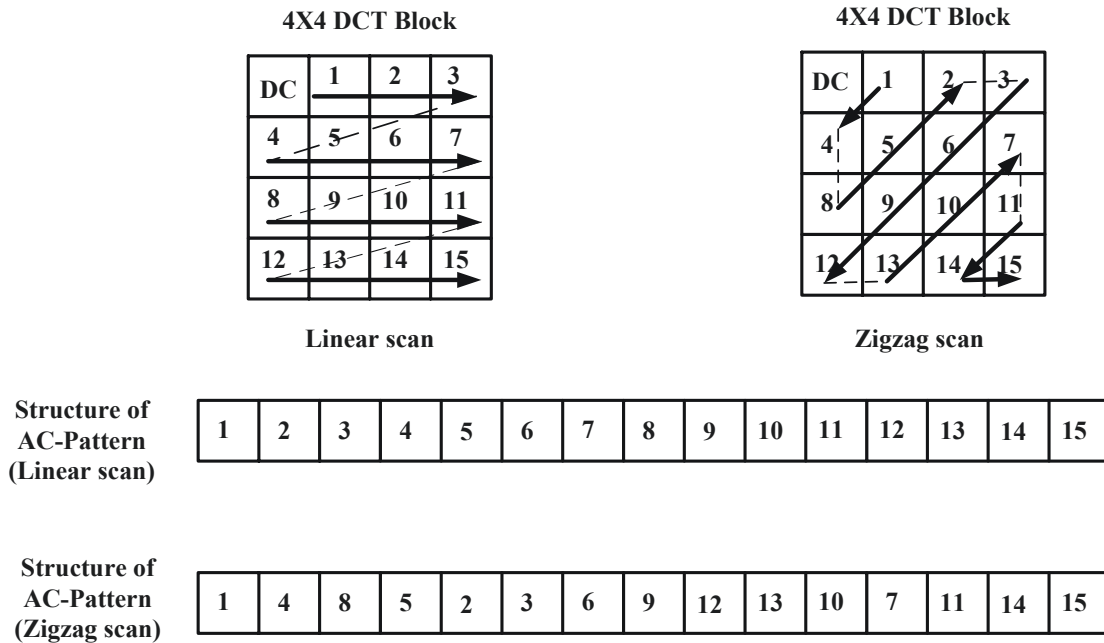 4X4 DCT Block
DC 1 2 3
4 5 6 7
8 9 10 11
12 13 14 15
Linear scan
4X4 DCT Block
DC 1 2 3
4 5 6 7
8 9 10 11
12 13 14 15
Zigzag scan
Structure of
AC-Pattern
(Linear scan)
1 2 3 4 5 6 7 8 9 10 11 12 13 14 15
Structure of
AC-Pattern
(Zigzag scan)
1 4 8 5 2 3 6 9 12 13 10 7 11 14 15